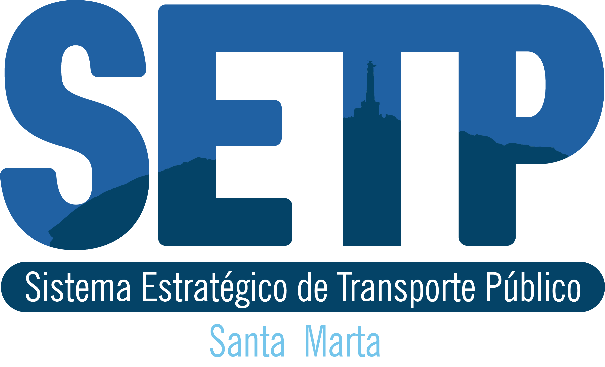 SETP
Sistema Estratégico de Transporte Público
Santa Marta